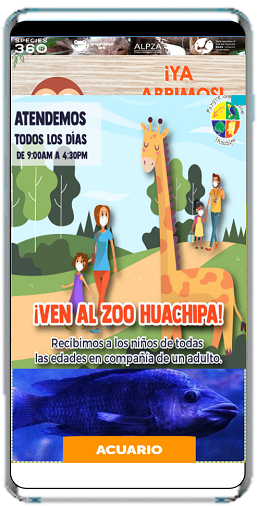 SPECIES
360
ALPZA
¡YA
ABRIMOS!
ATENDEMOS
TODOS LOS DÌAS
DE 9:00AM A 4:30PM
¡VEN AL ZOO HUACHIPA!
Recibimos a los niños de todas
las edades en compañía de un adulto.
ACUARIO